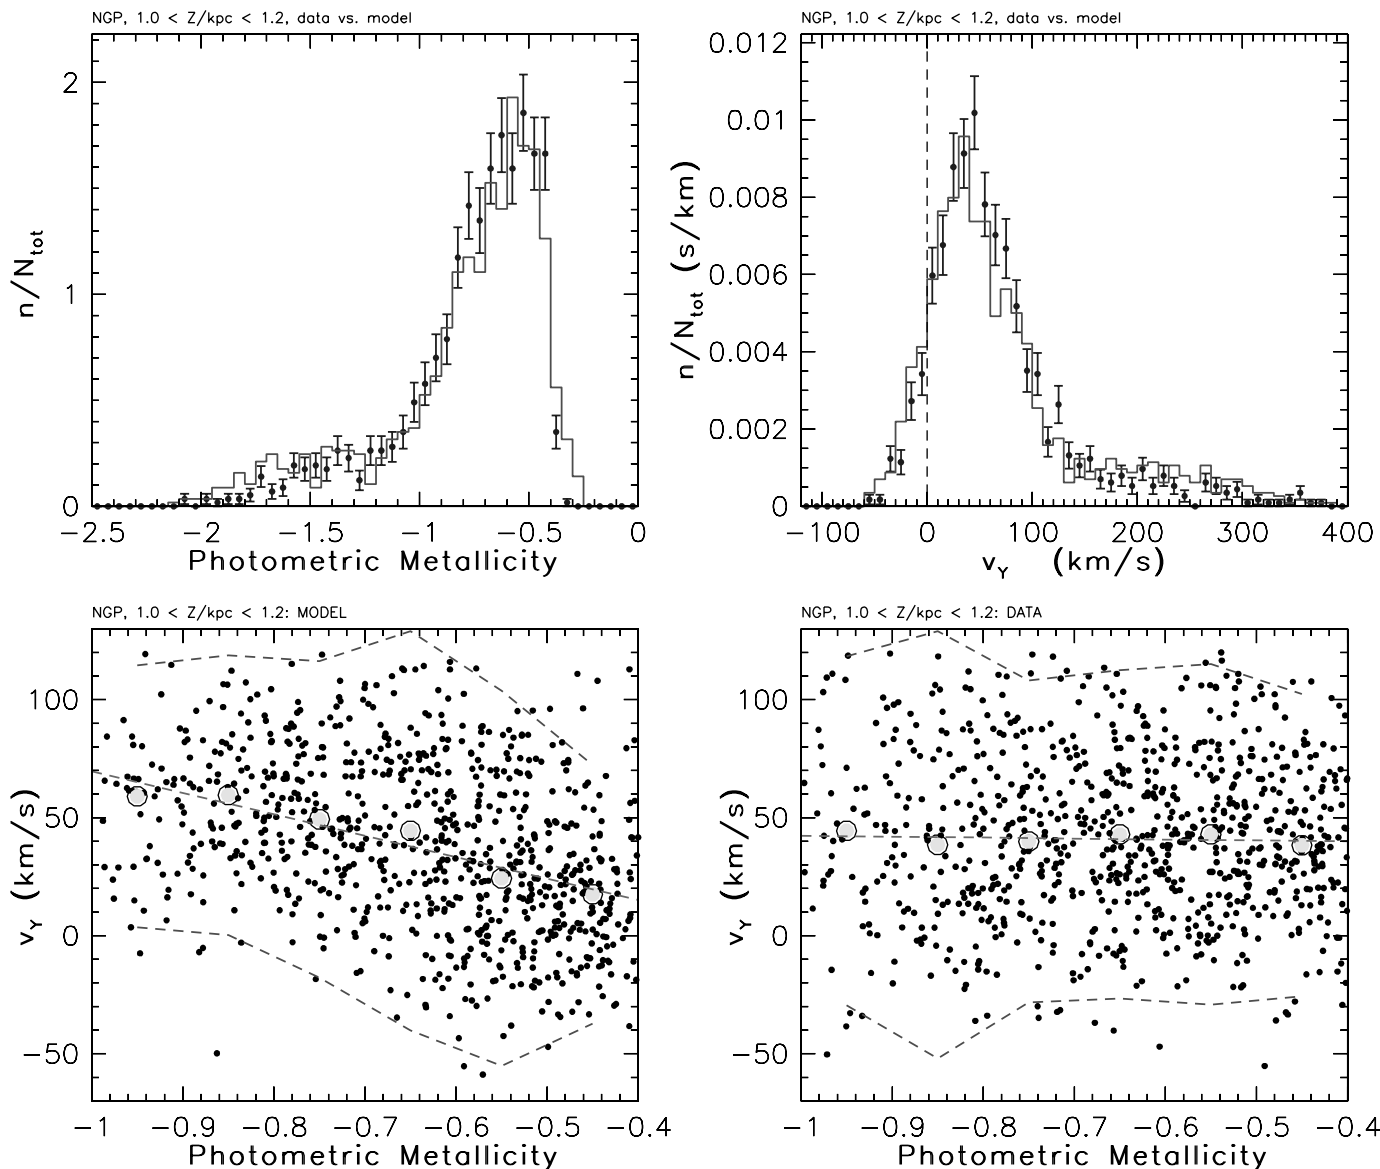 NGP, 1.0 < Z/kpc < 1.2, data vs. model
n/Ntot
2
1
0
−2.5 −2 −1.5 −1 −0.5 0
Photometric Metallicity
NGP, 1.0 < Z/kpc < 1.2, data vs. model
n/Ntot (s/km)
0.012
0.01
0.008
0.006
0.004
0.002
0
−100 0 100 200 300 400
vY (km/s)
NGP, 1.0 < Z/kpc < 1.2: MODEL
vY (km/s)
100
50
0
−50
−1 −0.9 −0.8 −0.7 −0.6 −0.5 −0.4
Photometric Metallicity
NGP, 1.0 < Z/kpc < 1.2: DATA
vY (km/s)
100
50
0
−50
−1 −0.9 −0.8 −0.7 −0.6 −0.5 −0.4
Photometric Metallicity